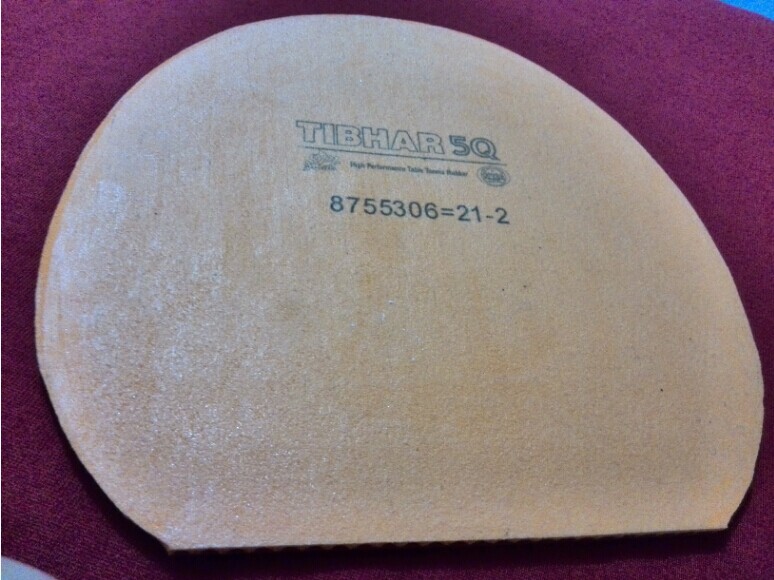 TIBHAR 5Q
High Performance Table Tennis Rubber
8755306=21-2